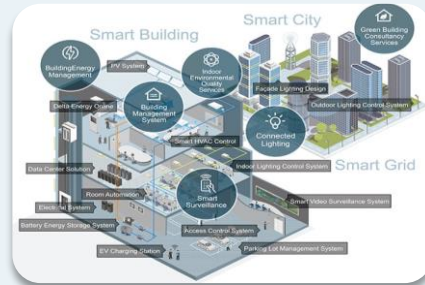 Smart Building
Smart City
Green Building
Consultancy
Services
Building Energy
Management
PV System
Indoor
Environmental
Quality
Services
Façade Lighting Design
Delta Energy Online
Building
Management
System
Outdoor Lighting Control System
Connected
Lighting
Smart HVAC Control
Smart Grid
Data Center Solution
Indoor Lighting Control System
Room Automation
Smart
Surveillance
Electrical System
Smart Video Surveillance System
Battery Energy Storage System
Access Control System
EV Charging Station
Parking Lot Management System